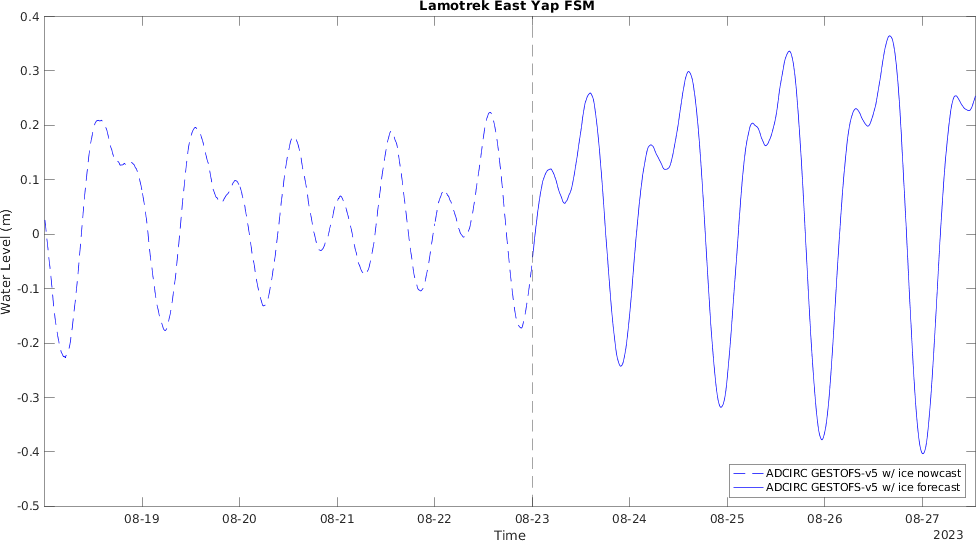 Lamotrek East Yap FSM
0.4
0.3
0.2
0.1
0
-0.1
-0.2
-0.3
-0.4
-0.5
Water Level (m)
ADCIRC GESTOFS-v5 w/ ice nowcast
ADCIRC GESTOFS-v5 w/ ice forecast
08-19 08-20 08-21 08-22 08-23 08-24 08-25 08-26 08-27
Time
2023